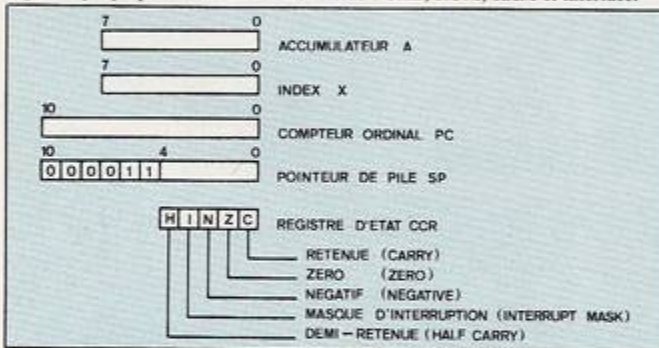 7 0
ACCUMULATEUR A
7 0
INDEX X
10 0
COMPTEUR ORDINAL PC
10 4 0
0 0 0 0 1 1
POINTEUR DE PILE SP
H I N Z C
REGISTRE D'ETAT CCR
RETENUE (CARRY)
ZERO (ZERO)
NEGATIF (NEGATIVE)
MASQUE D'INTERRUPTION (INTERRUPT MASK)
DEMI-RETENUE (HALF CARRY)